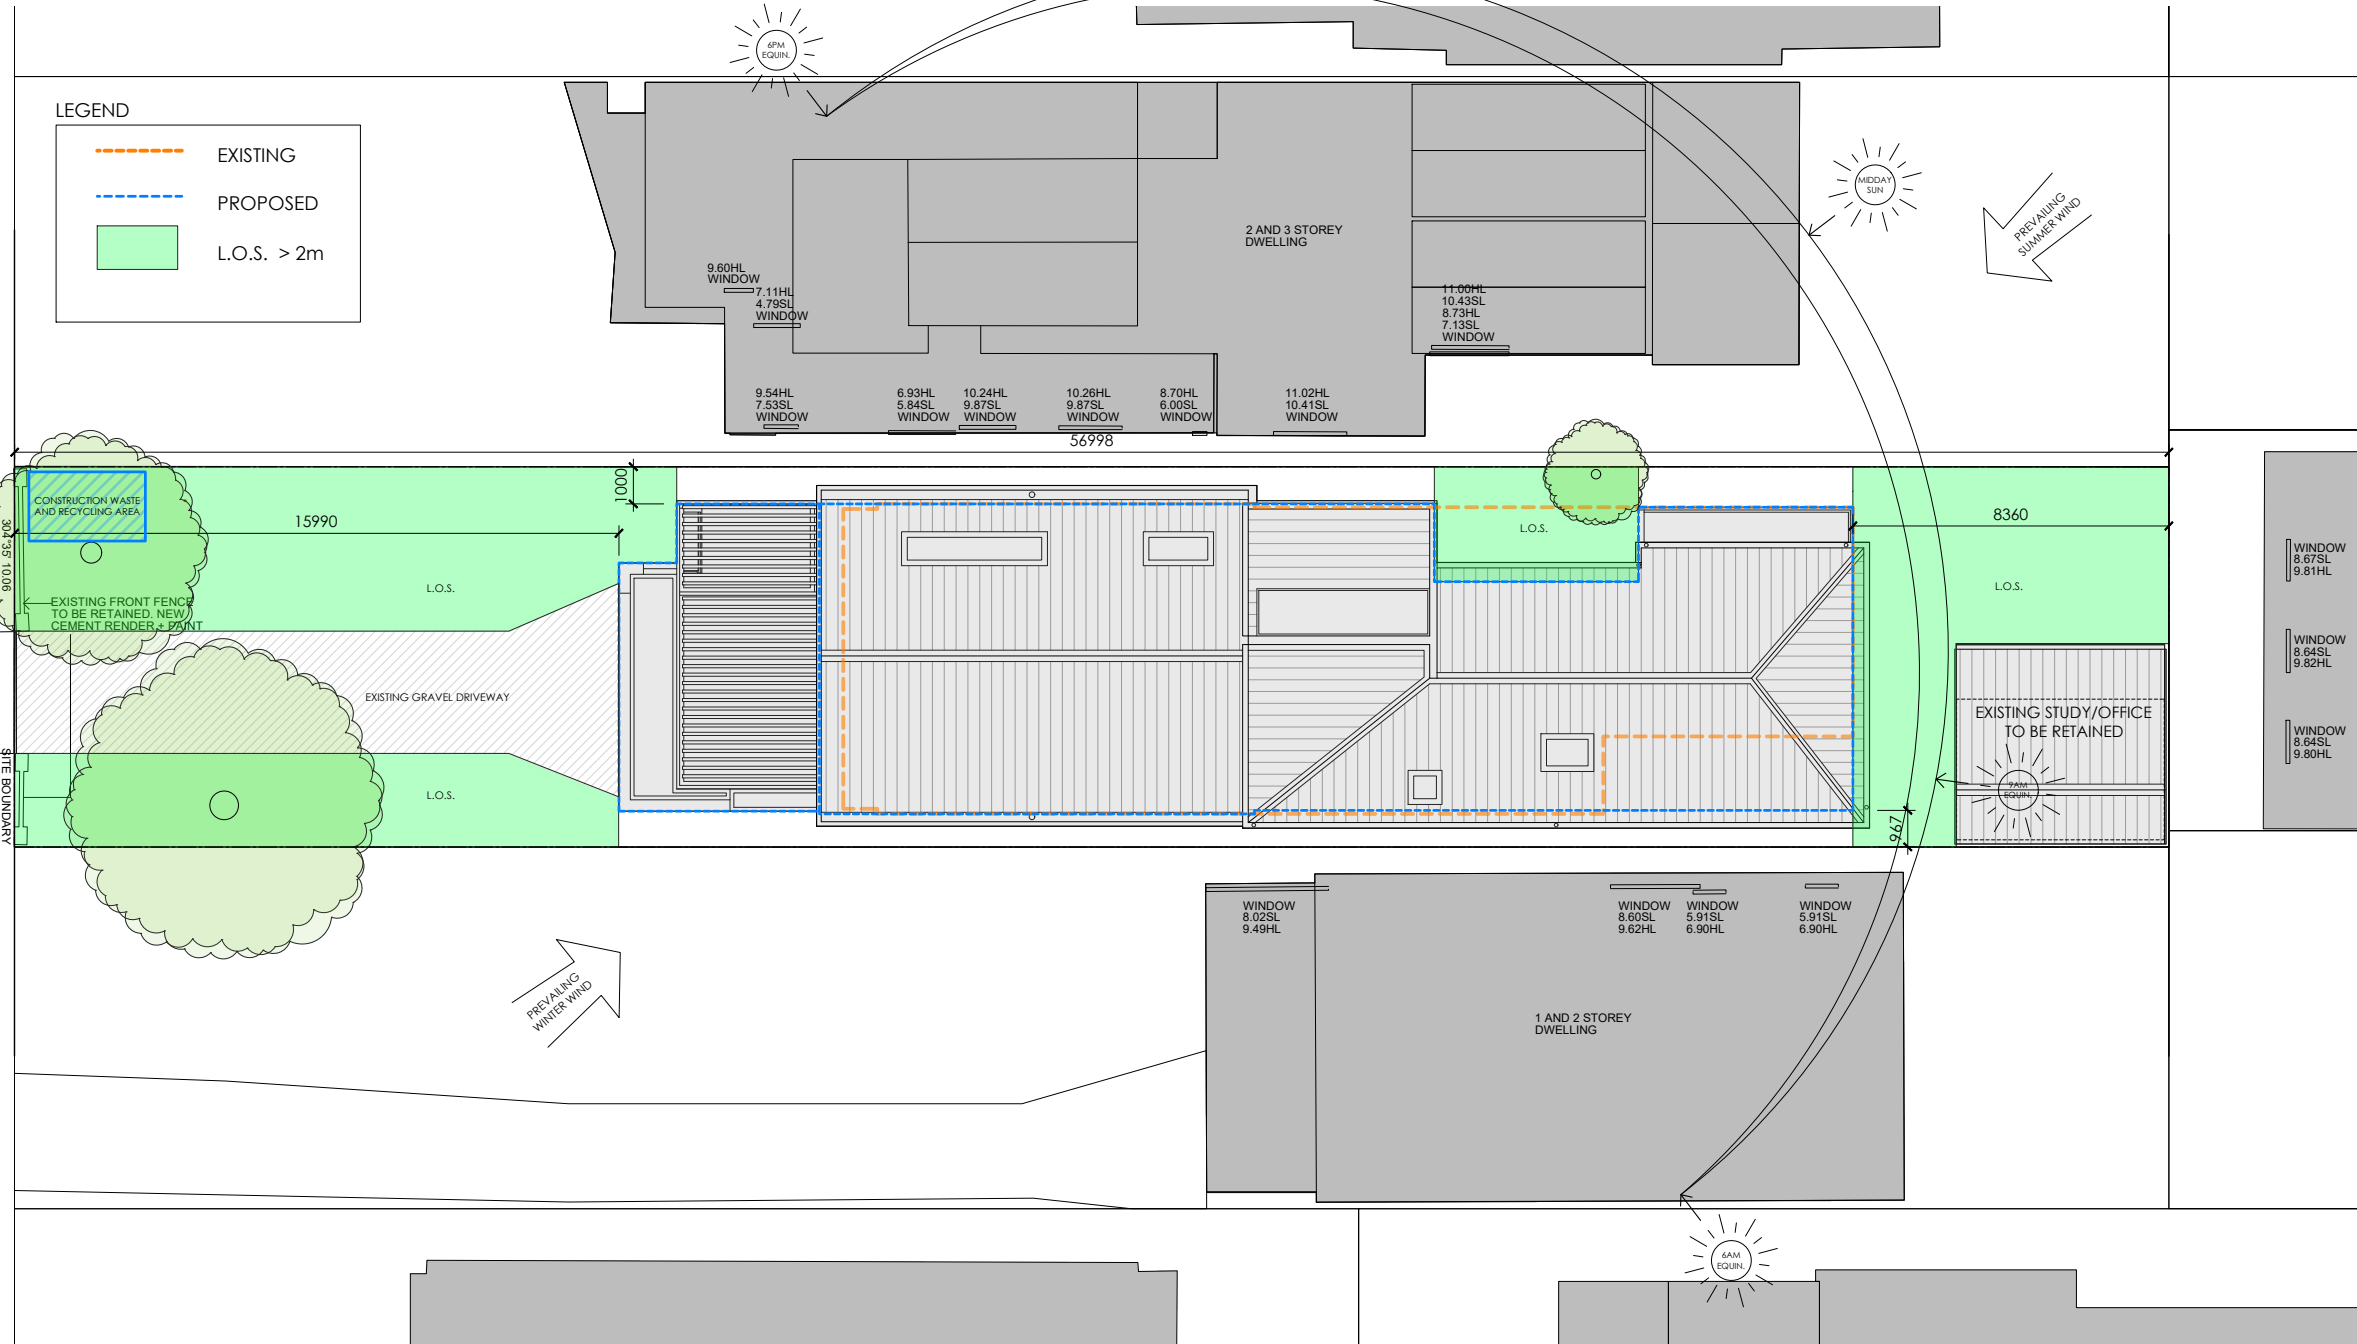 6PM
EQUIN.
LEGEND
EXISTING
PROPOSED
L.O.S. > 2m
MIDDAY
SUN
PREVAILING
SUMMER WIND
2 AND 3 STOREY
DWELLING
9.60HL
WINDOW
7.11HL
4.79SL
WINDOW
11.00HL
10.43SL
8.73HL
7.13SL
WINDOW
9.54HL
7.53SL
WINDOW
6.93HL
5.84SL
WINDOW
10.24HL
9.87SL
WINDOW
10.26HL
9.87SL
WINDOW
8.70HL
6.00SL
WINDOW
11.02HL
10.41SL
WINDOW
56998
1000
CONSTRUCTION WASTE
AND RECYCLING AREA
15990
L.O.S.
8360
304°35' 10.06
L.O.S.
L.O.S.
EXISTING FRONT FENCE
TO BE RETAINED. NEW
CEMENT RENDER + PAINT
WINDOW
8.67SL
9.81HL
WINDOW
8.64SL
9.82HL
WINDOW
8.64SL
9.80HL
EXISTING GRAVEL DRIVEWAY
EXISTING STUDY/OFFICE
TO BE RETAINED
9AM
EQUIN.
SITE BOUNDARY
L.O.S.
967
WINDOW
8.02SL
9.49HL
WINDOW
8.60SL
9.62HL
WINDOW
5.91SL
6.90HL
WINDOW
5.91SL
6.90HL
PREVAILING
WINTER WIND
1 AND 2 STOREY
DWELLING
6AM
EQUIN.